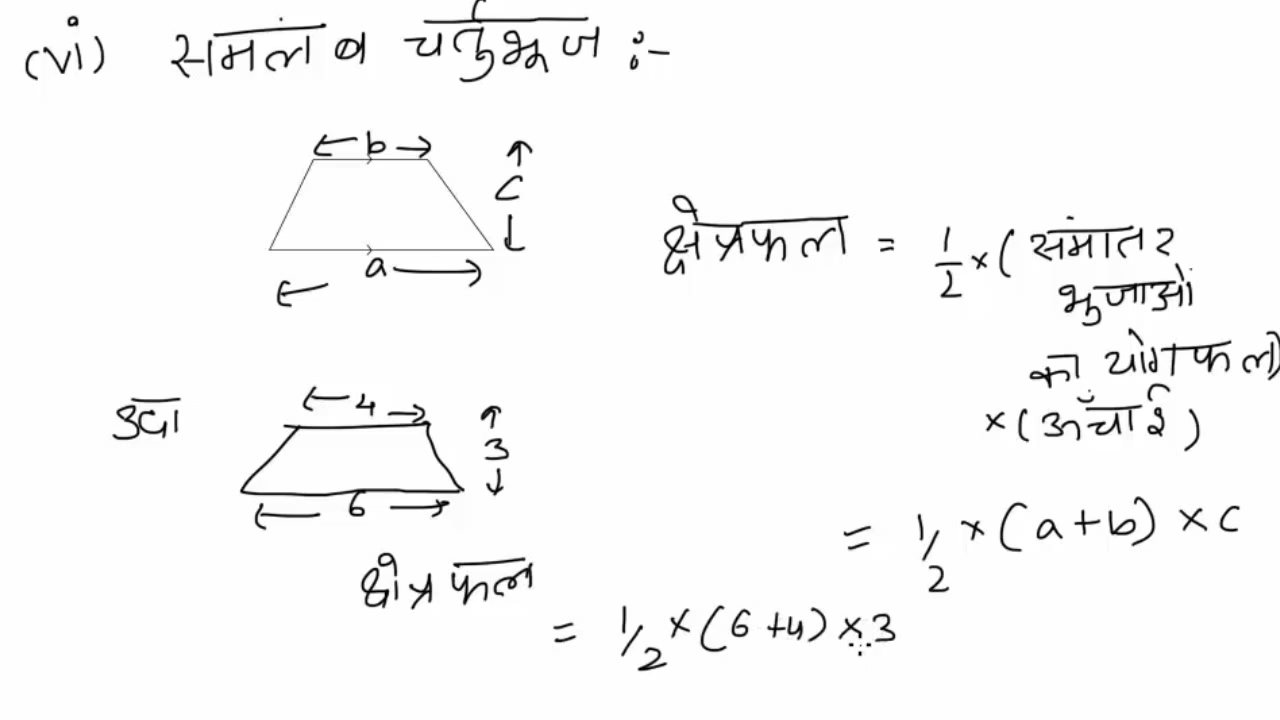 (vi) समलंब चर्तुभूज :-
b
c
a
क्षेत्रफल = 1/2 × ( समांतर
भुजाओं
का योगफल)
× (ऊँचाई)
= 1/2 × (a+b) × c
उदा
4
3
6
क्षेत्रफल
= 1/2 × (6+4) × 3